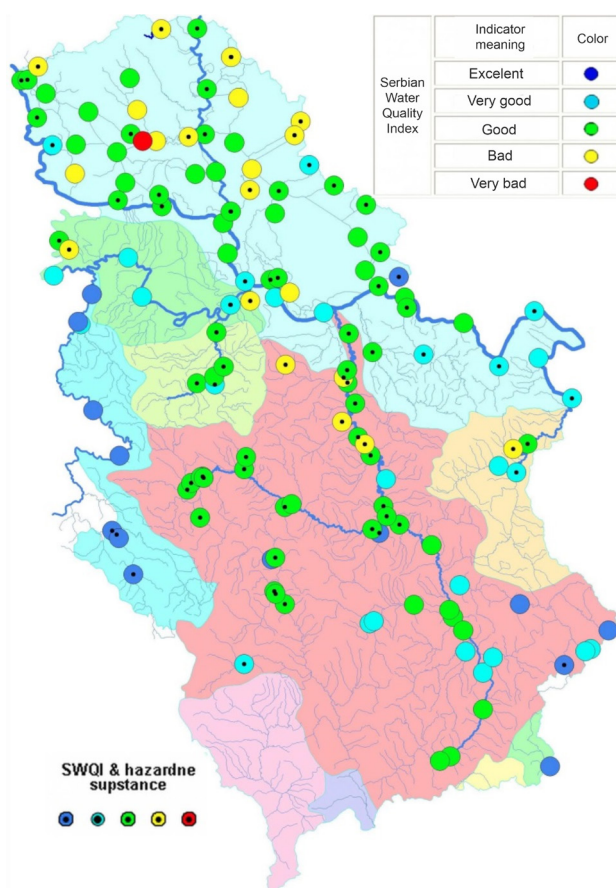 Serbian
Water
Quality
Index
Indicator
meaning
Color
Excelent
Very good
Good
Bad
Very bad
SWQI & hazardne
supstance